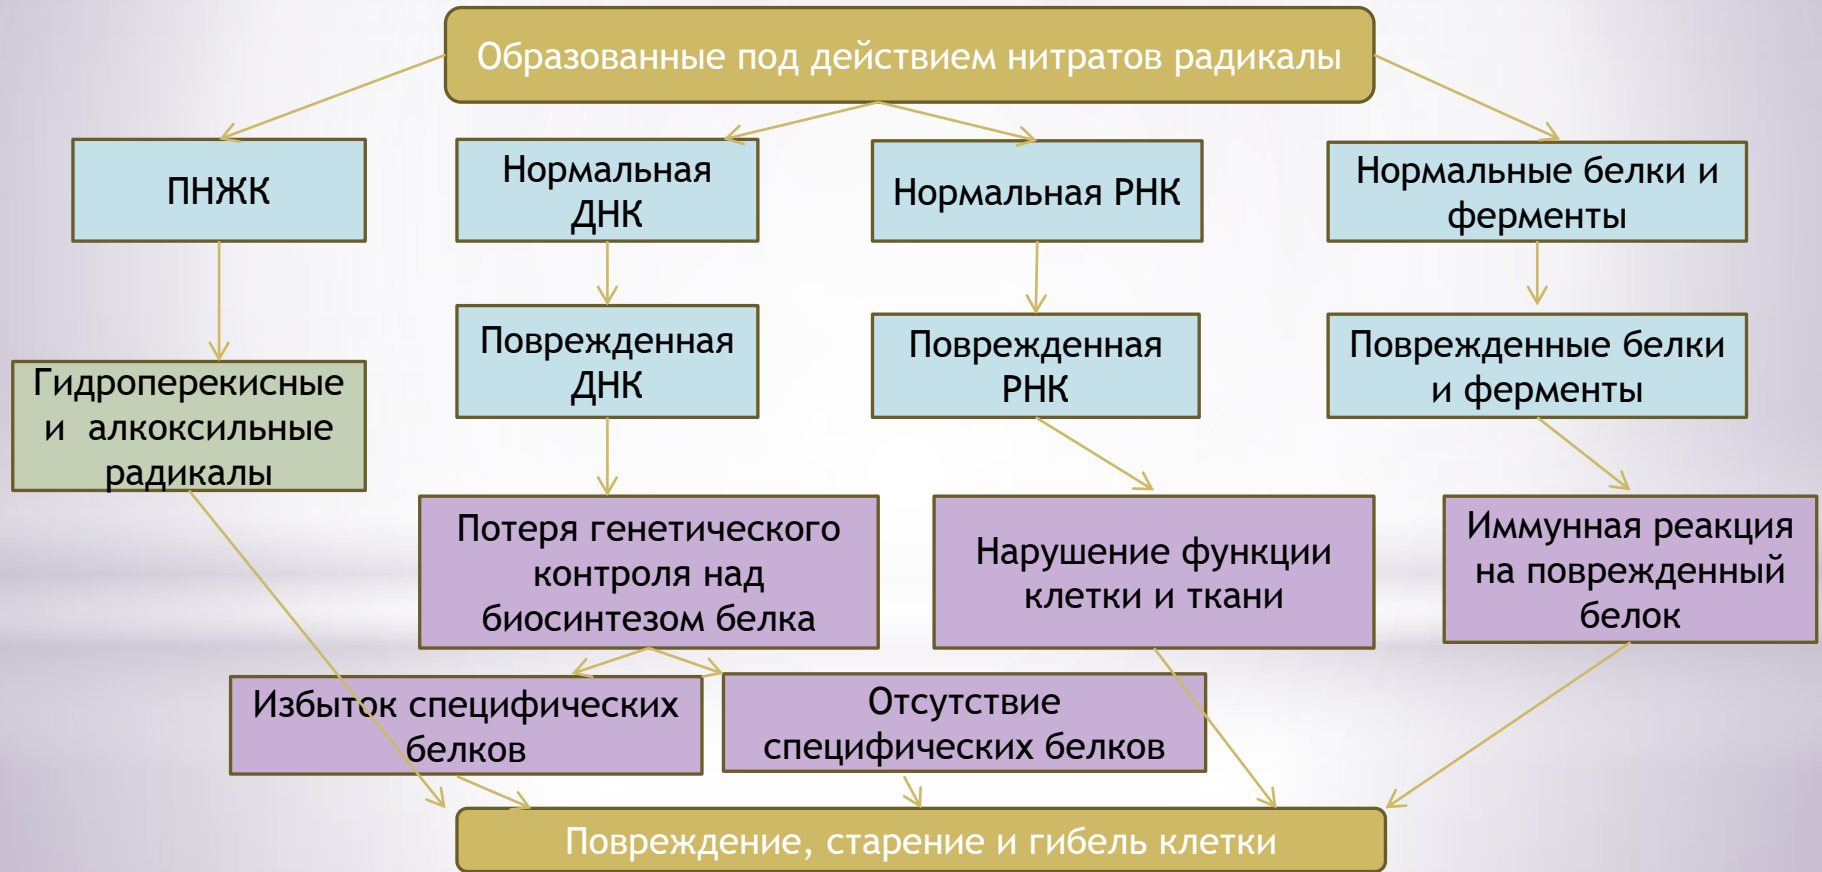 Образованные под действием нитратов радикалы
ПНЖК
Нормальная
ДНК
Нормальная РНК
Нормальные белки и
ферменты
Гидроперекисные
и алкоксильные
радикалы
Поврежденная
ДНК
Поврежденная
РНК
Поврежденные белки
и ферменты
Потеря генетического
контроля над
биосинтезом белка
Нарушение функции
клетки и ткани
Иммунная реакция
на поврежденный
белок
Избыток специфических
белков
Отсутствие
специфических белков
Повреждение, старение и гибель клетки